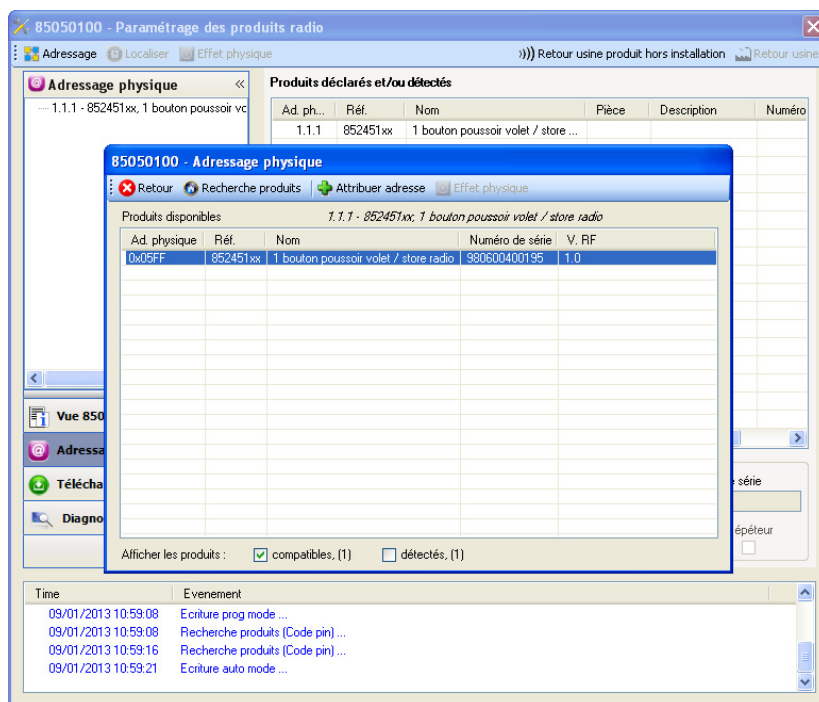 85050100 - Paramétrage des produits radio
Adressage Localiser Effet physique ))) Retour usine produit hors installation Retour usine
Adressage physique «
1.1.1 - 852451xx, 1 bouton poussoir vo
Produits déclarés et/ou détectés
Ad. ph... Réf. Nom Pièce Description Numéro
1.1.1 852451xx 1 bouton poussoir volet / store ...
85050100 - Adressage physique
Retour Recherche produits Attribuer adresse Effet physique
Produits disponibles 1.1.1 - 852451xx, 1 bouton poussoir volet / store radio
Ad. physique Réf. Nom Numéro de série V. RF
0x05FF 852451xx 1 bouton poussoir volet / store radio 980600400195 1.0
Afficher les produits : compatibles, (1) détectés, (1)
Vue 850
Adressa
Télécha
Diagno
série
épéteur
Time Evenement
09/01/2013 10:59:08 Ecriture prog mode ...
09/01/2013 10:59:08 Recherche produits (Code pin) ...
09/01/2013 10:59:16 Recherche produits (Code pin) ...
09/01/2013 10:59:21 Ecriture auto mode ...